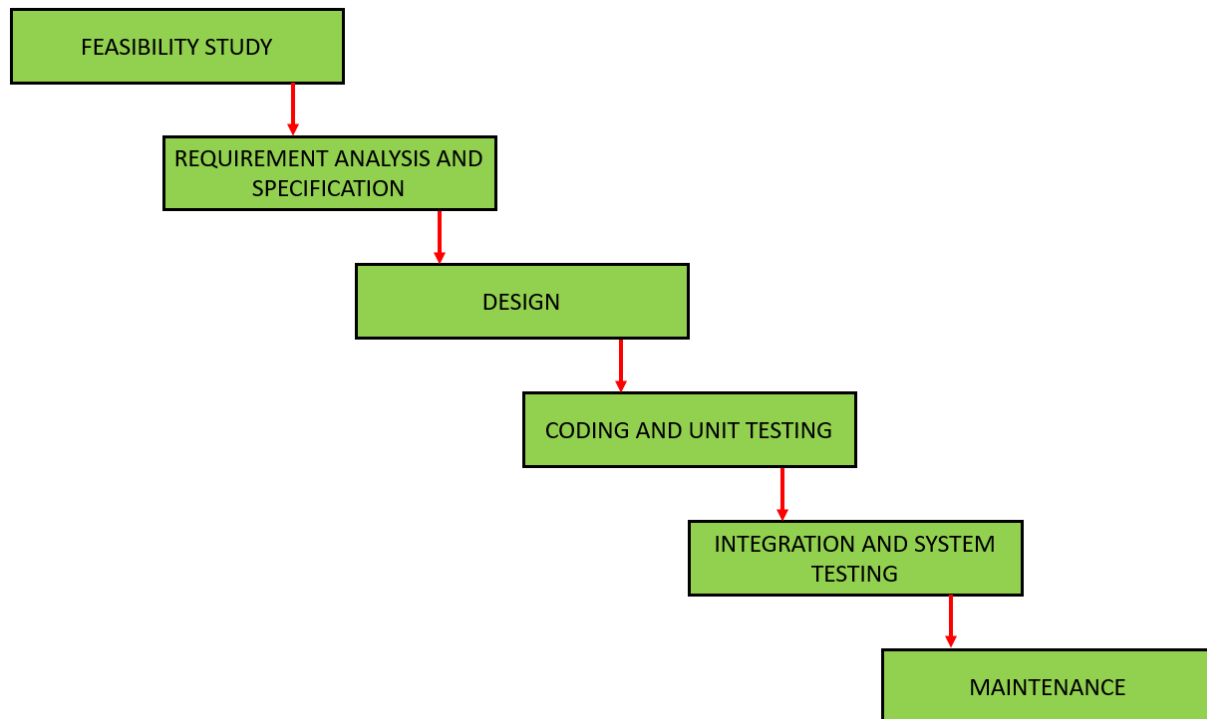 FEASIBILITY STUDY
REQUIREMENT ANALYSIS AND
SPECIFICATION
DESIGN
CODING AND UNIT TESTING
INTEGRATION AND SYSTEM
TESTING
MAINTENANCE